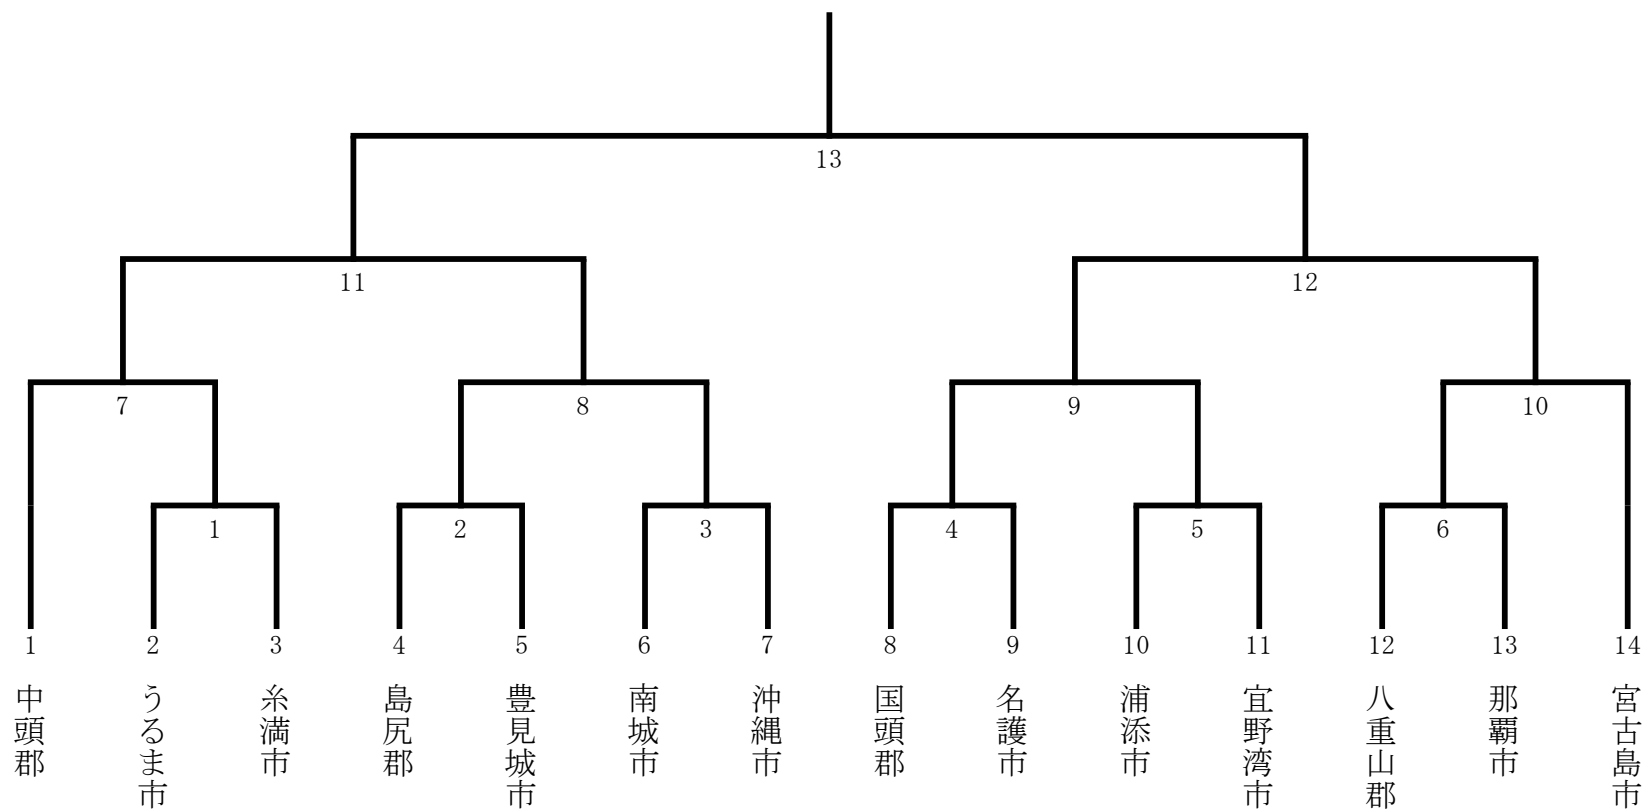 13
11
12
7
8
9
10
1
2
3
4
5
6
1
2
3
4
5
6
7
8
9
10
11
12
13
14
中頭郡
うるま市
糸満市
島尻郡
豊見城市
南城市
沖縄市
国頭郡
名護市
浦添市
宜野湾市
八重山郡
那覇市
宮古島市